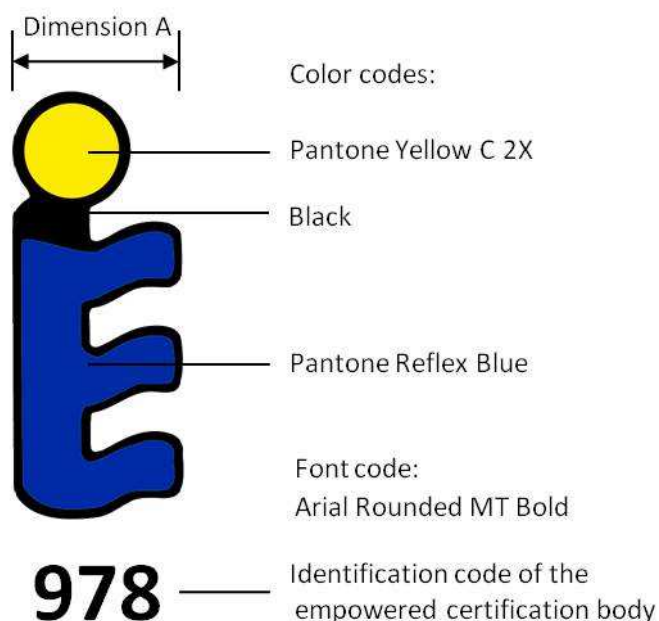 Dimension A
Color codes:
Pantone Yellow C 2X
Black
Pantone Reflex Blue
Font code:
Arial Rounded MT Bold
978
Identification code of the
empowered certification body